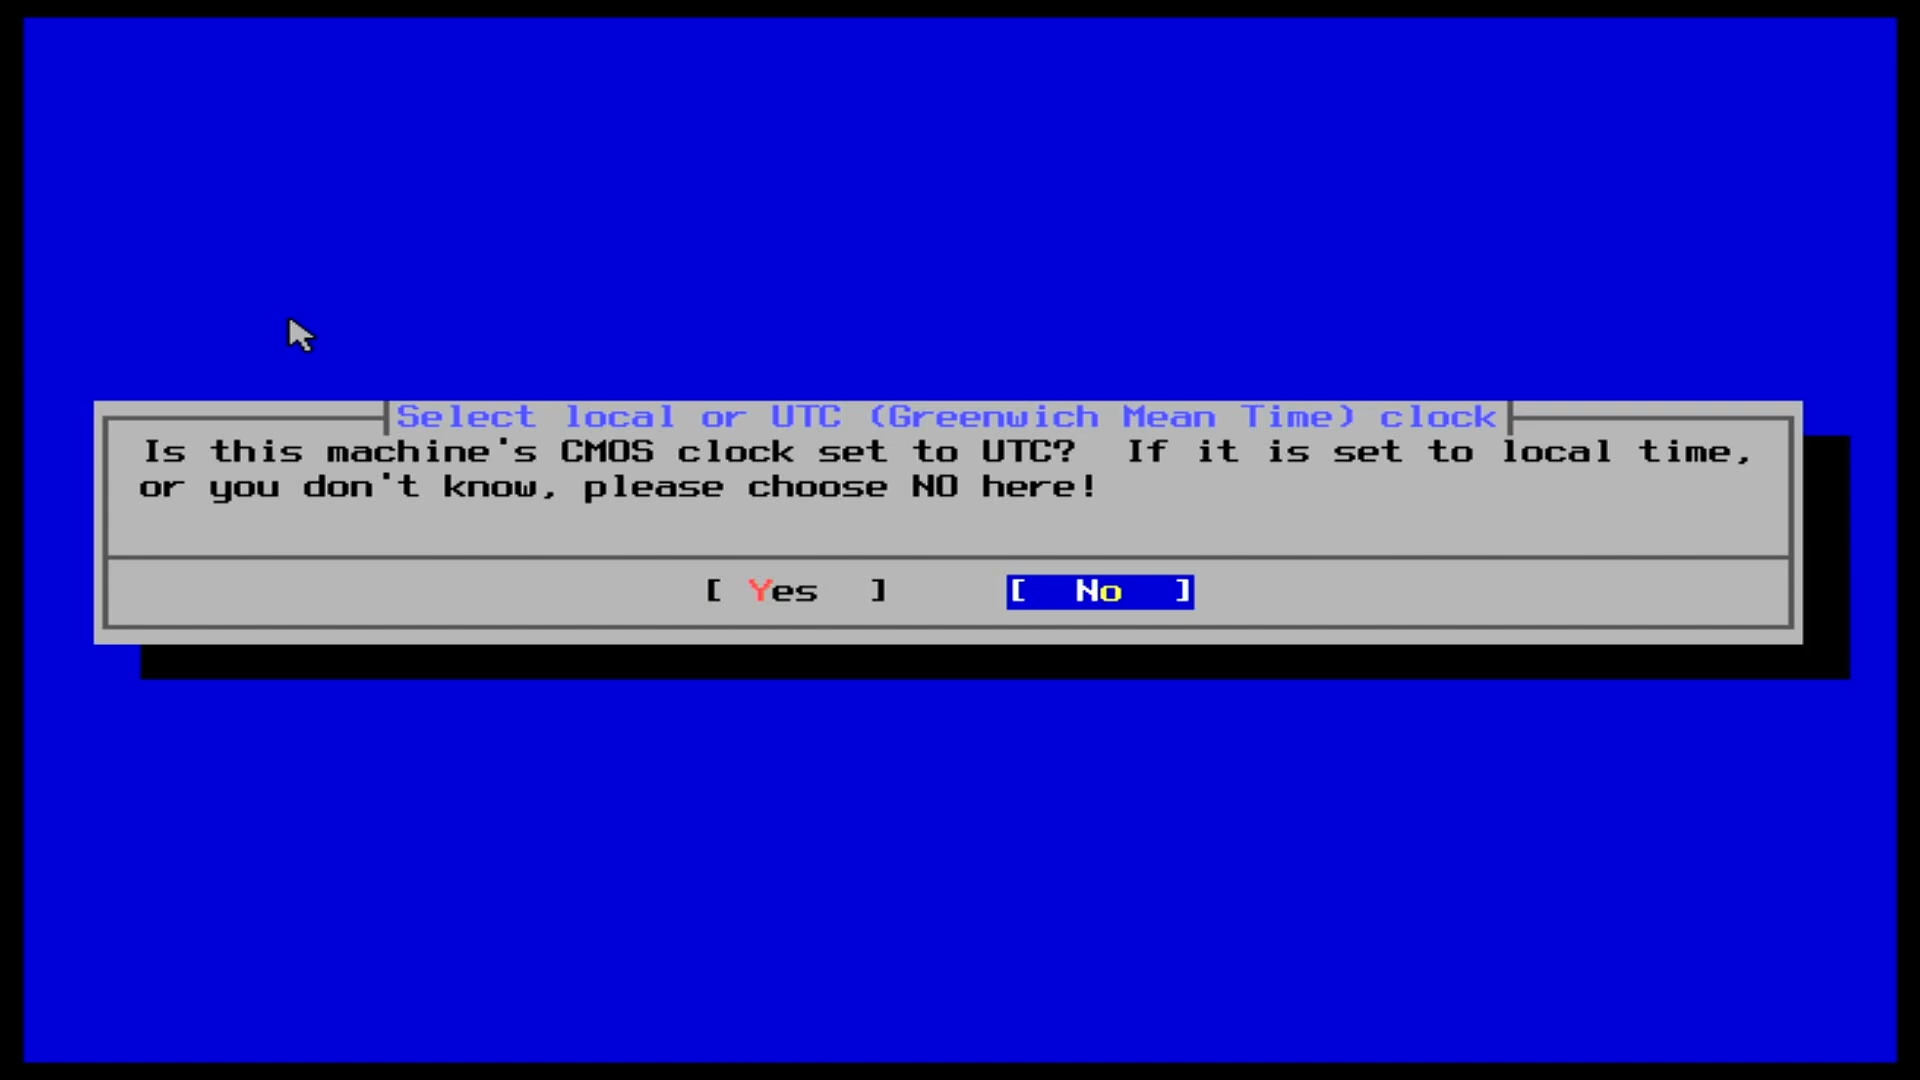 Select local or UTC (Greenwich Mean Time) clock
Is this machine's CMOS clock set to UTC?  If it is set to local time,
or you don't know, please choose NO here!
[ Yes ] [ No ]